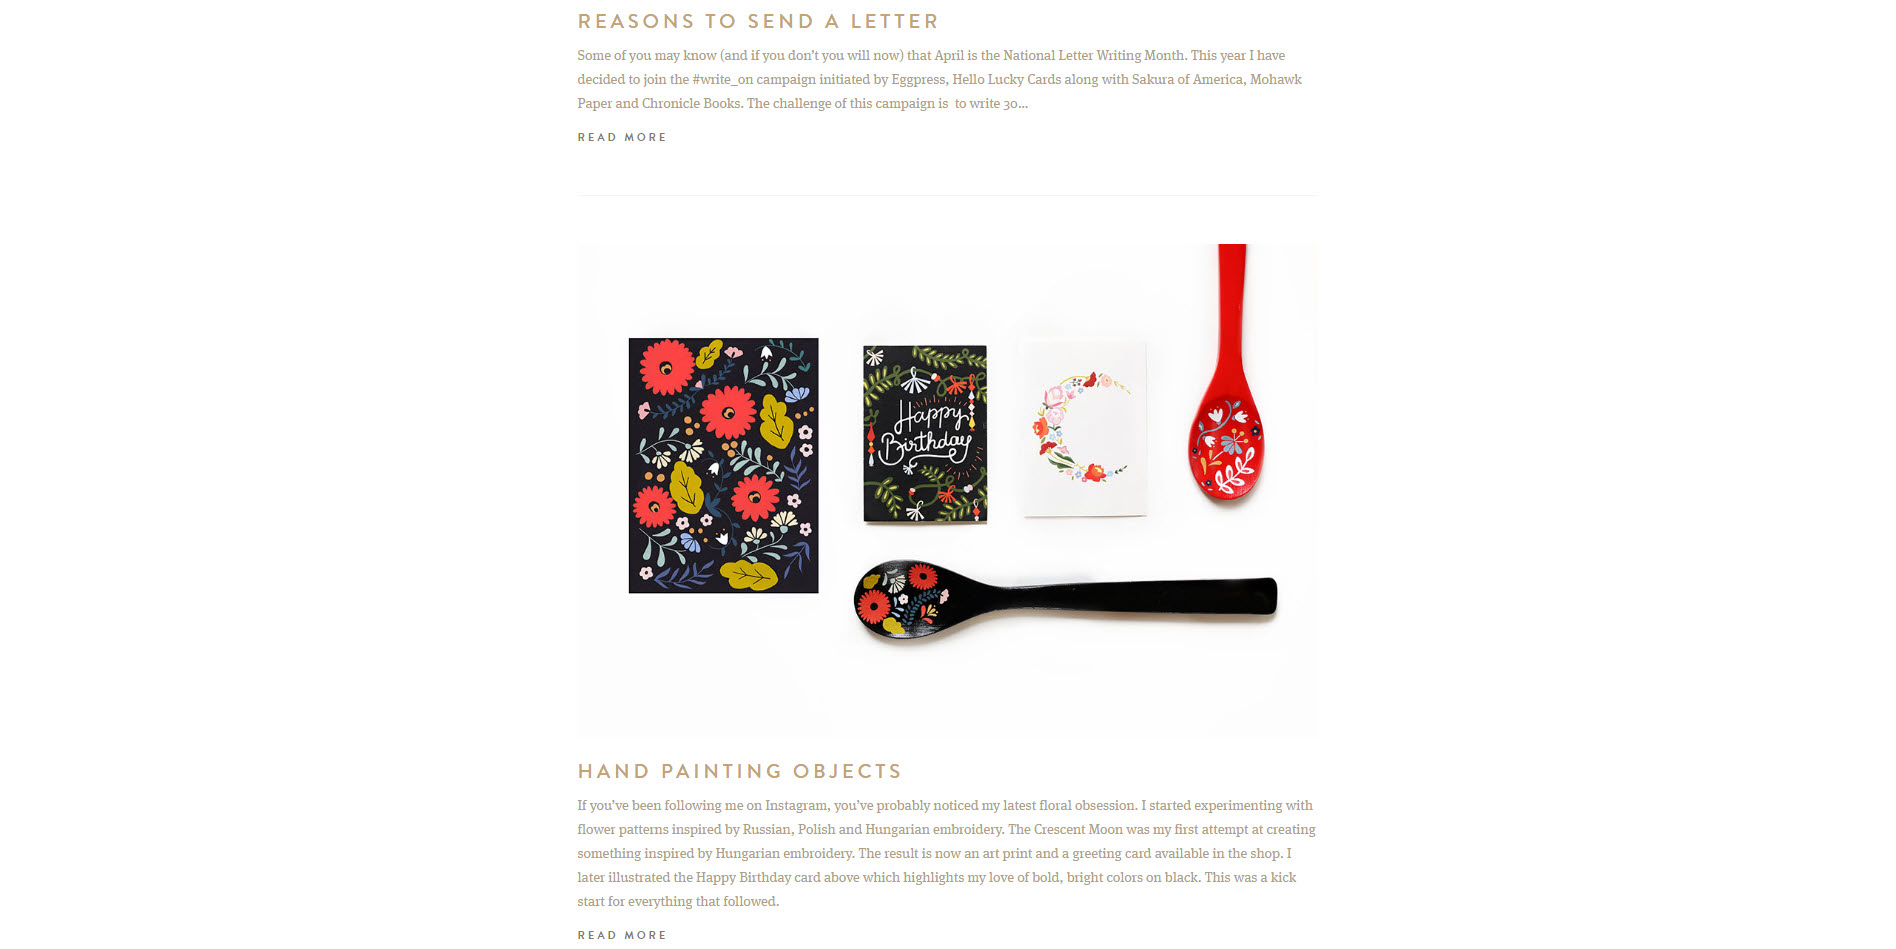 REASONS TO SEND A LETTER
Some of you may know (and if you don’t you will now) that April is the National Letter Writing Month. This year I have
decided to join the #write_on campaign initiated by Eggpress, Hello Lucky Cards along with Sakura of America, Mohawk
Paper and Chronicle Books. The challenge of this campaign is  to write 30...
READ MORE
Happy
Birthday
HAND PAINTING OBJECTS
If you’ve been following me on Instagram, you’ve probably noticed my latest floral obsession. I started experimenting with
flower patterns inspired by Russian, Polish and Hungarian embroidery. The Crescent Moon was my first attempt at creating
something inspired by Hungarian embroidery. The result is now an art print and a greeting card available in the shop. I
later illustrated the Happy Birthday card above which highlights my love of bold, bright colors on black. This was a kick
start for everything that followed.
READ MORE